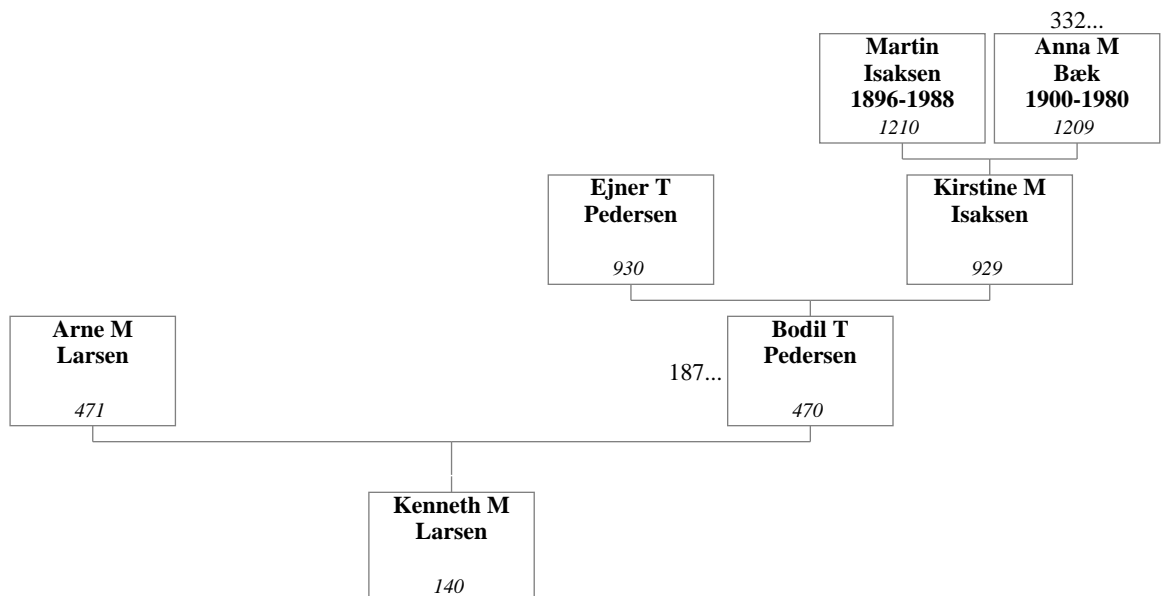 332...
Martin
Isaksen
1896-1988
1210
Anna M
Bæk
1900-1980
1209
Ejner T
Pedersen
930
Kirstine M
Isaksen
929
Arne M
Larsen
471
187...
Bodil T
Pedersen
470
Kenneth M
Larsen
140